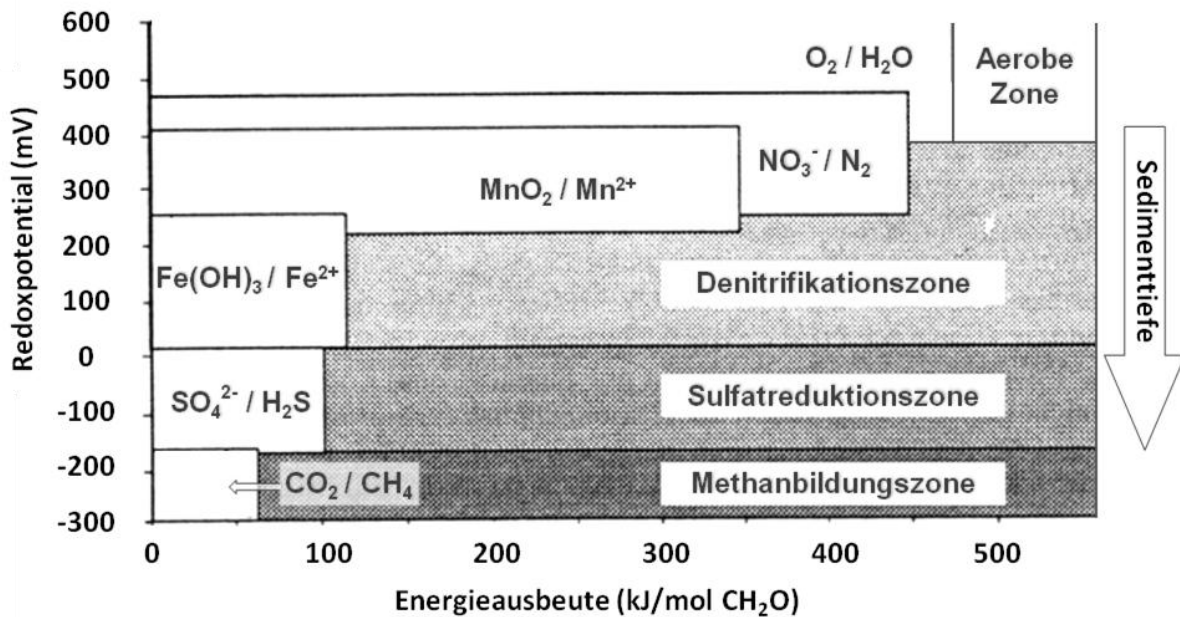 Redoxpotential (mV)
600
500
400
300
200
100
0
-100
-200
-300
O₂ / H₂O
Aerobe
Zone
NO₃⁻ / N₂
MnO₂ / Mn²⁺
Fe(OH)₃ / Fe²⁺
Denitrifikationszone
SO₄²⁻ / H₂S
Sulfatreduktionszone
CO₂ / CH₄
Methanbildungszone
Sedimenttiefe
0
100
200
300
400
500
Energieausbeute (kJ/mol CH₂O)